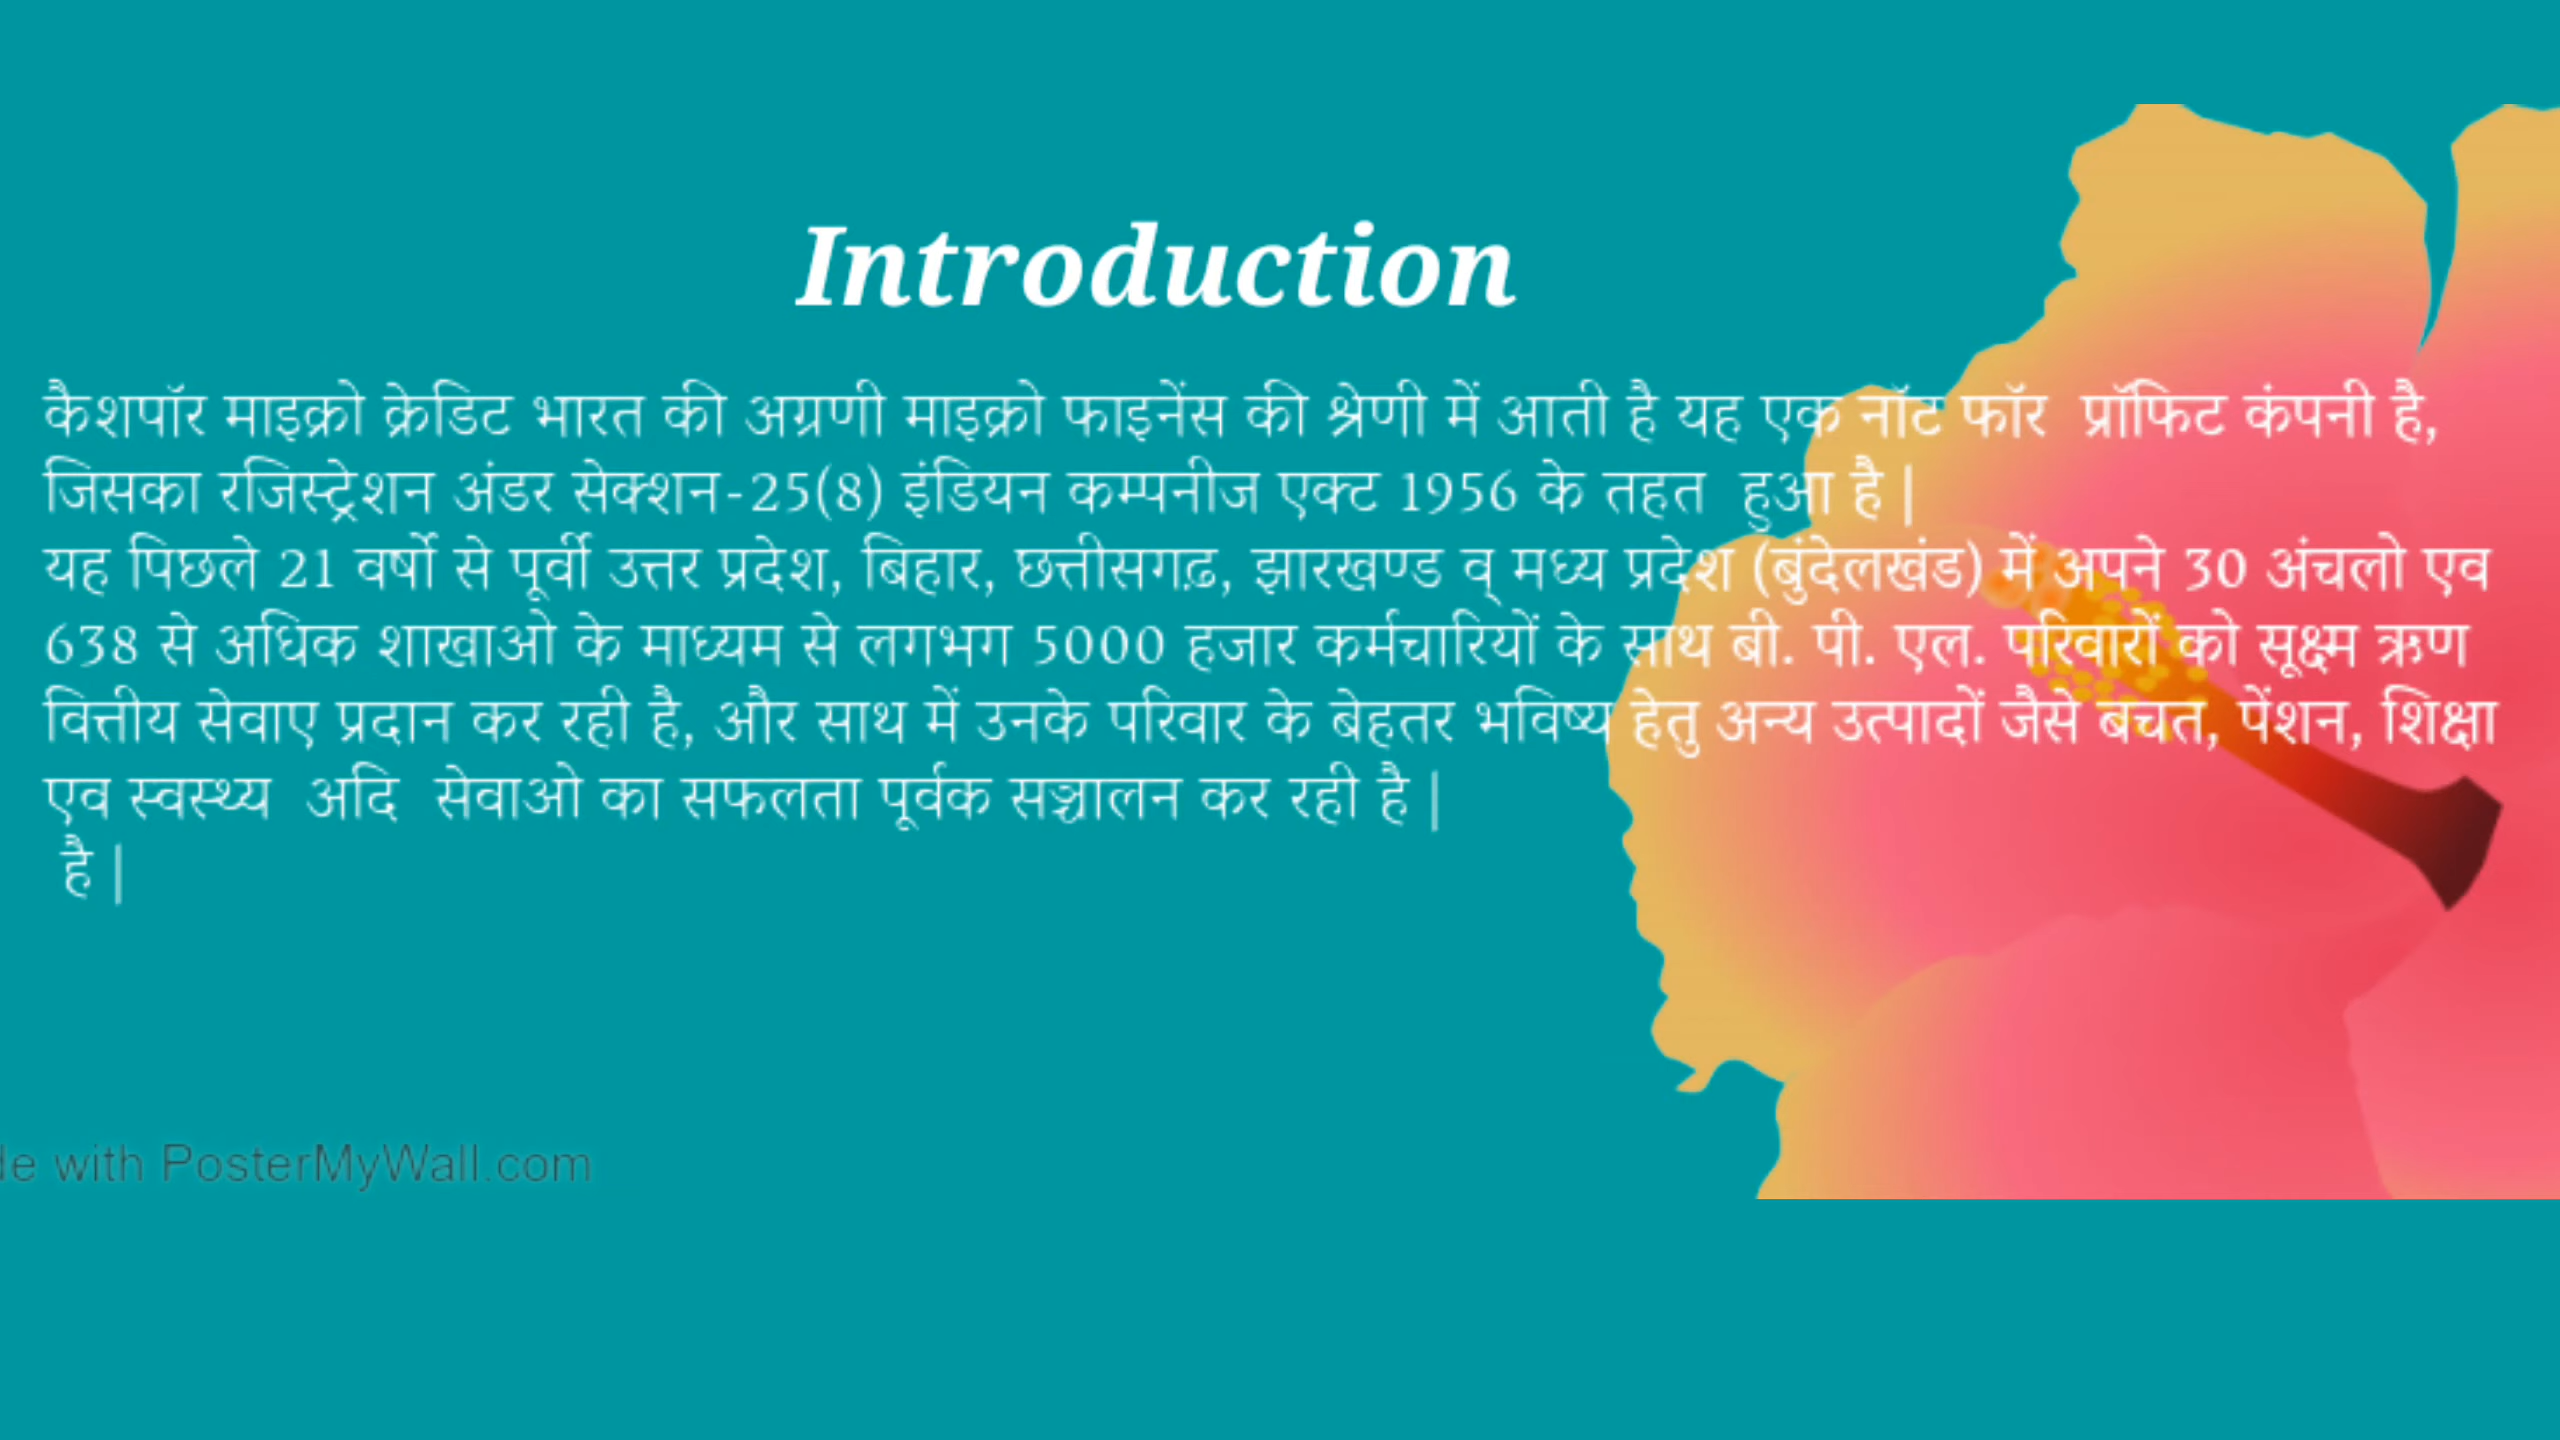 Introduction
कैशपॉर माइक्रो क्रेडिट भारत की अग्रणी माइक्रो फाइनेंस की श्रेणी में आती है यह एक नॉट फॉर प्रॉफिट कंपनी है,
जिसका रजिस्ट्रेशन अंडर सेक्शन-25(8) इंडियन कम्पनीज एक्ट 1956 के तहत हुआ है |
यह पिछले 21 वर्षो से पूर्वी उत्तर प्रदेश, बिहार, छत्तीसगढ़, झारखण्ड व् मध्य प्रदेश (बुंदेलखंड) में अपने 30 अंचलो एव
638 से अधिक शाखाओ के माध्यम से लगभग 5000 हजार कर्मचारियों के साथ बी. पी. एल. परिवारों को सूक्ष्म ऋण
वित्तीय सेवाए प्रदान कर रही है, और साथ में उनके परिवार के बेहतर भविष्य हेतु अन्य उत्पादों जैसे बचत, पेंशन, शिक्षा
एव स्वस्थ्य अदि सेवाओ का सफलता पूर्वक सञ्चालन कर रही है |
है |
de with PosterMyWall.com